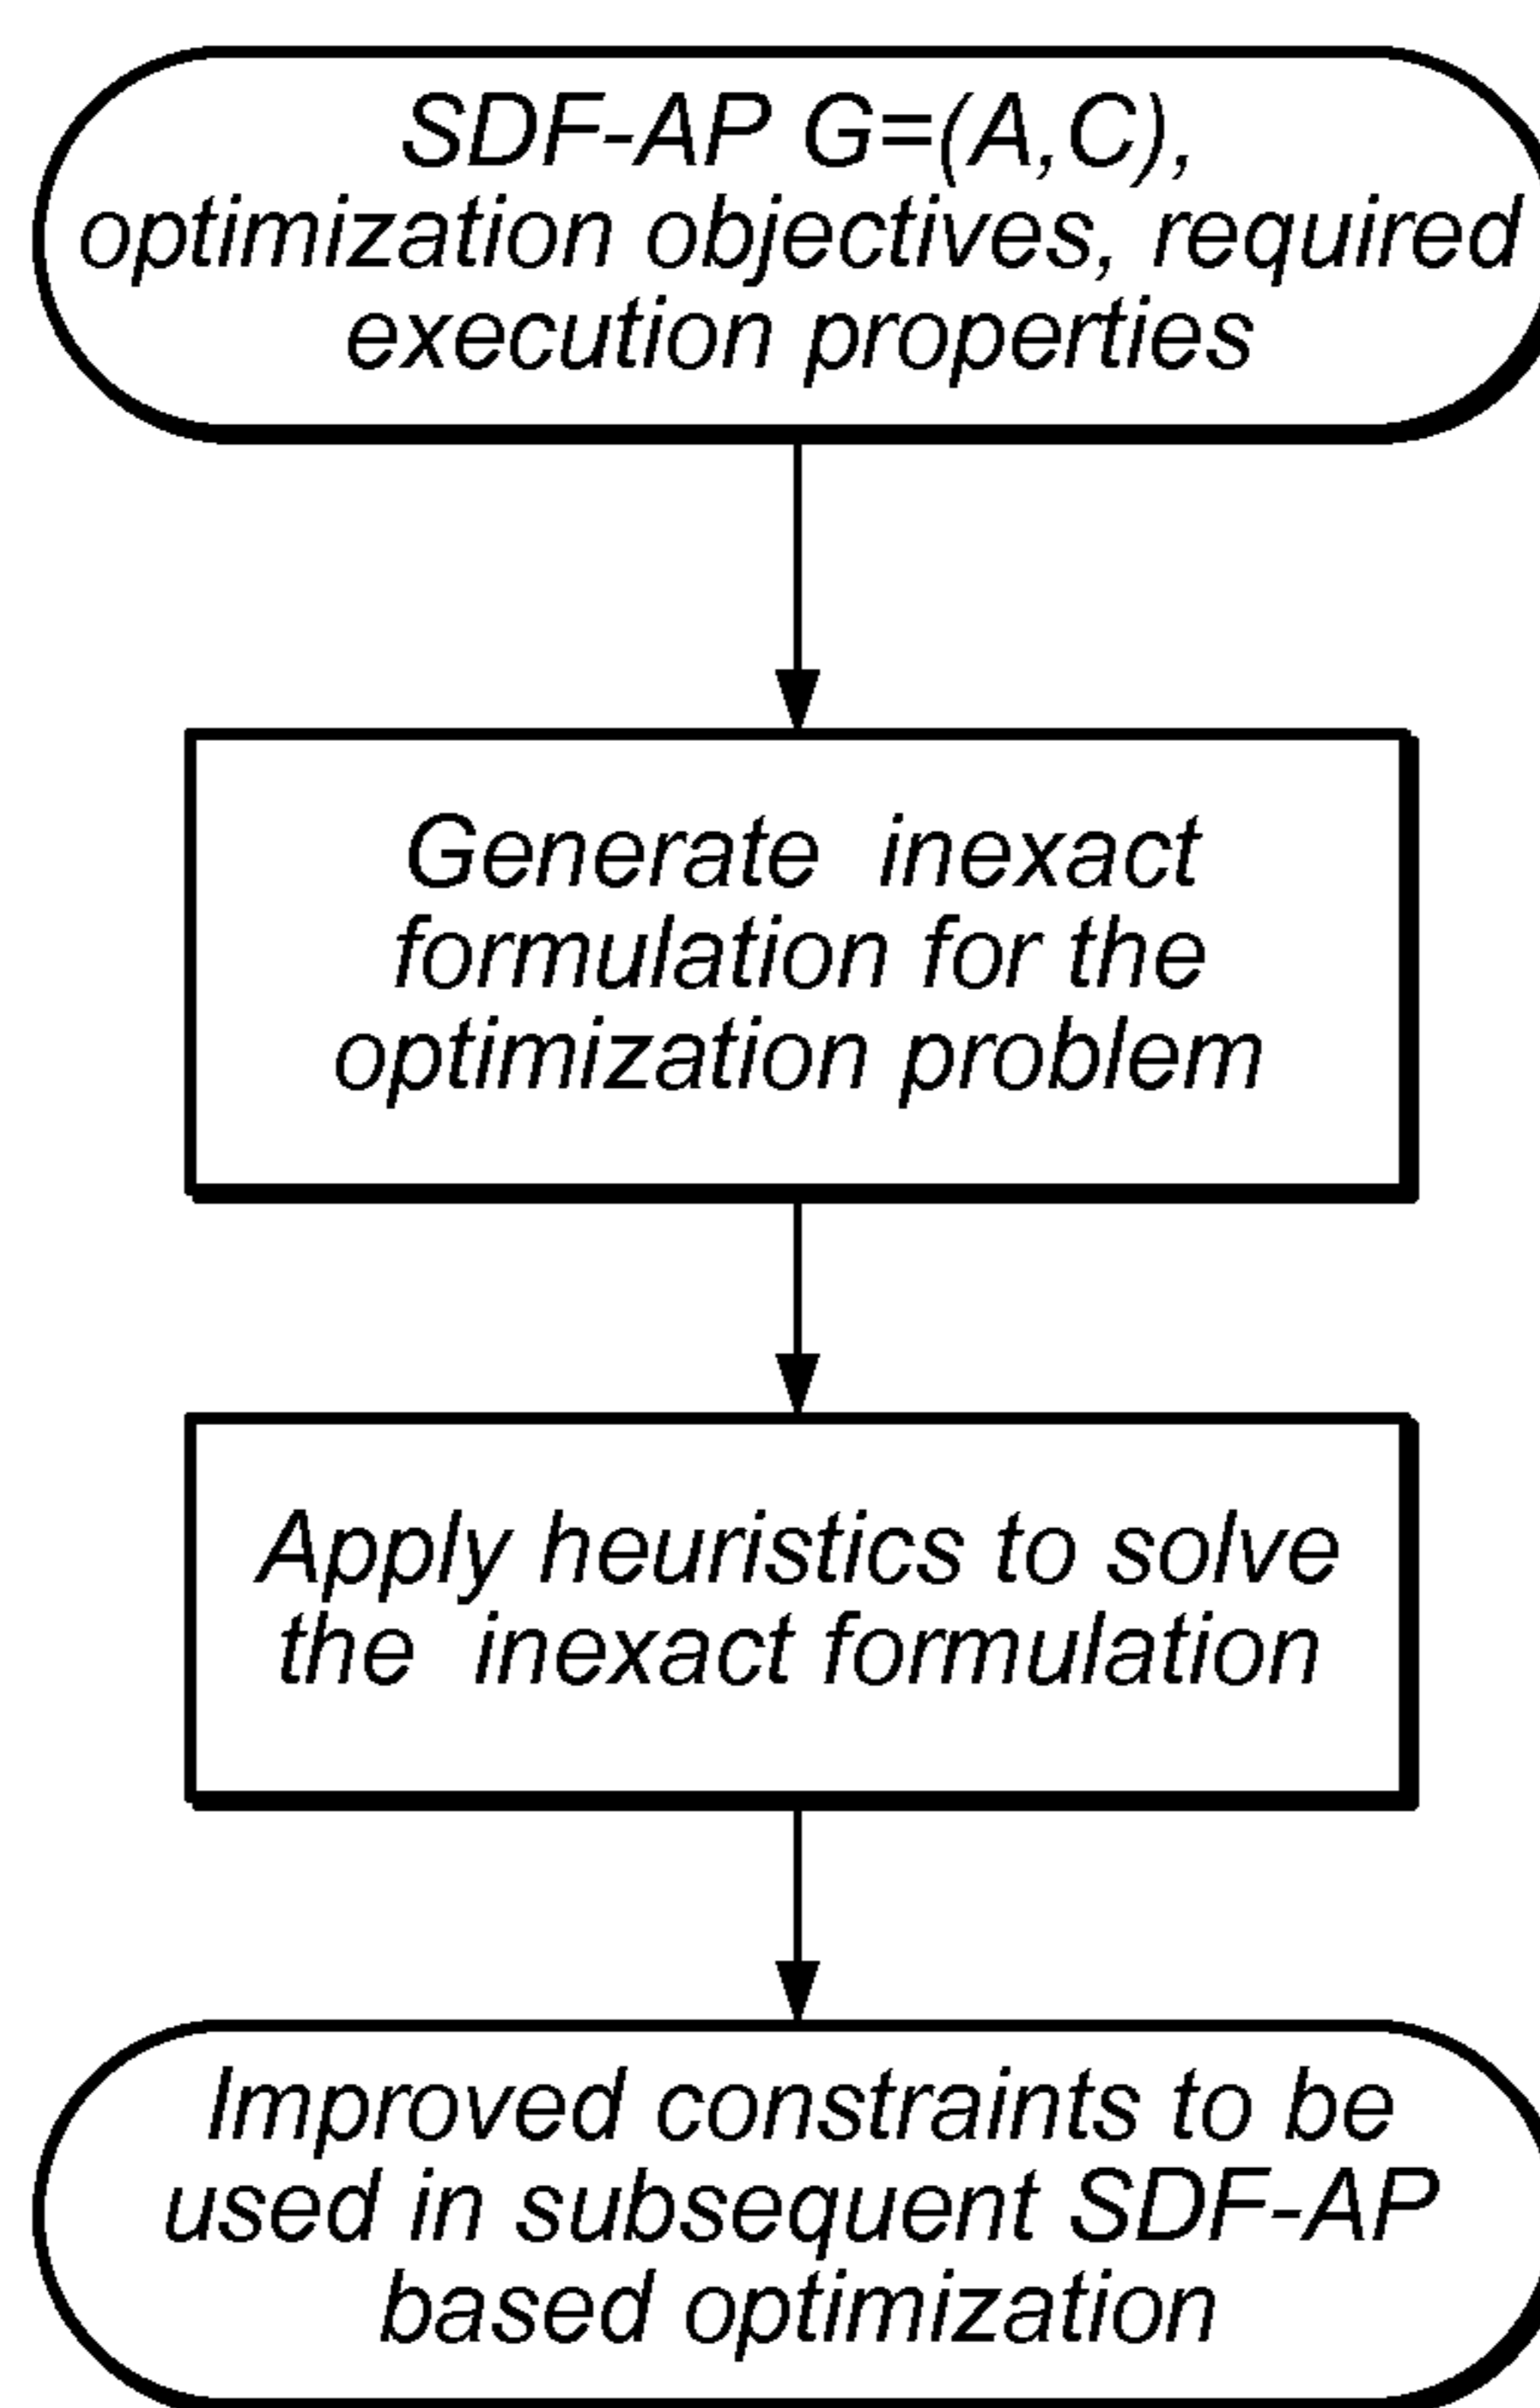 SDF-AP G=(A,C),
optimization objectives, required
execution properties
Generate inexact
formulation for the
optimization problem
Apply heuristics to solve
the inexact formulation
Improved constraints to be
used in subsequent SDF-AP
based optimization